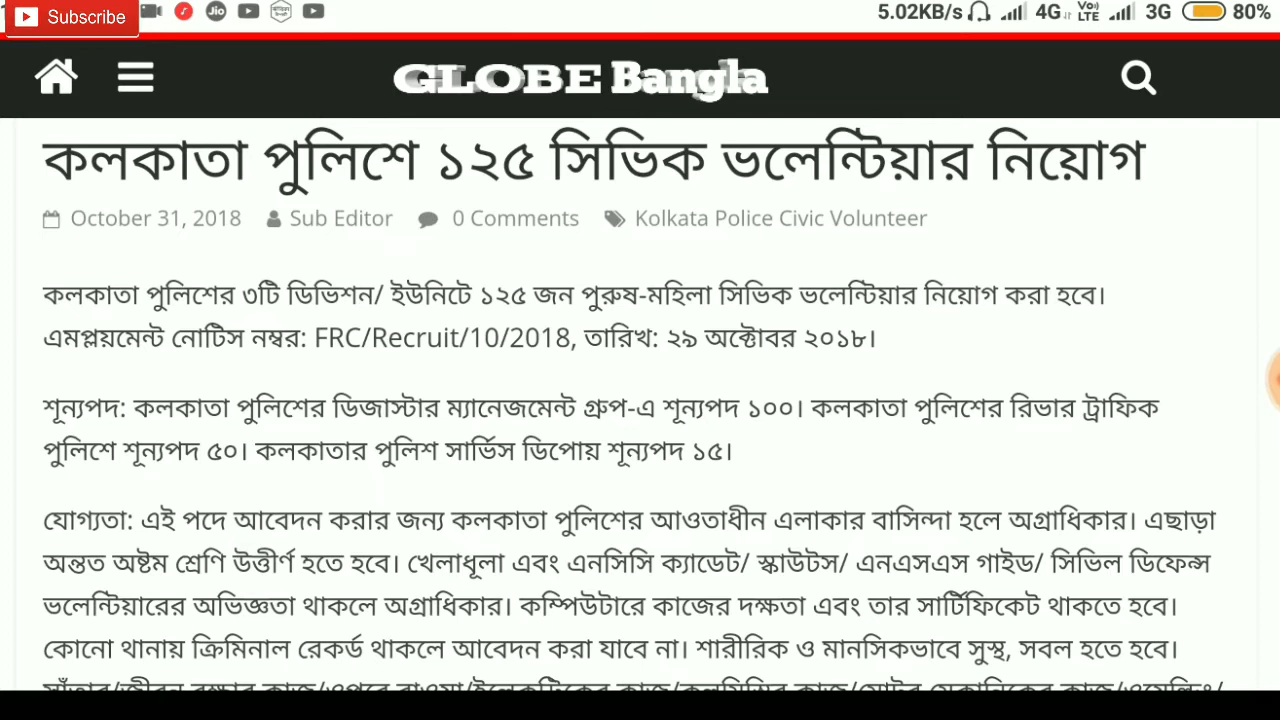 Subscribe
Jio
5.02KB/s 4G VoLTE 3G 80%
GLOBE Bangla
কলকাতা পুলিশে ১২৫ সিভিক ভলেন্টিয়ার নিয়োগ
October 31, 2018 Sub Editor 0 Comments Kolkata Police Civic Volunteer
কলকাতা পুলিশের ৩টি ডিভিশন/ ইউনিটে ১২৫ জন পুরুষ-মহিলা সিভিক ভলেন্টিয়ার নিয়োগ করা হবে।
এমপ্লয়মেন্ট নোটিস নম্বর: FRC/Recruit/10/2018, তারিখ: ২৯ অক্টোবর ২০১৮।
শূন্যপদ: কলকাতা পুলিশের ডিজাস্টার ম্যানেজমেন্ট গ্রুপ-এ শূন্যপদ ১০০। কলকাতা পুলিশের রিভার ট্রাফিক
পুলিশে শূন্যপদ ৫০। কলকাতার পুলিশ সার্ভিস ডিপোয় শূন্যপদ ১৫।
যোগ্যতা: এই পদে আবেদন করার জন্য কলকাতা পুলিশের আওতাধীন এলাকার বাসিন্দা হলে অগ্রাধিকার। এছাড়া
অন্তত অষ্টম শ্রেণি উত্তীর্ণ হতে হবে। খেলাধূলা এবং এনসিসি ক্যাডেট/ স্কাউটস/ এনএসএস গাইড/ সিভিল ডিফেন্স
ভলেন্টিয়ারের অভিজ্ঞতা থাকলে অগ্রাধিকার। কম্পিউটারে কাজের দক্ষতা এবং তার সার্টিফিকেট থাকতে হবে।
কোনো থানায় ক্রিমিনাল রেকর্ড থাকলে আবেদন করা যাবে না। শারীরিক ও মানসিকভাবে সুস্থ, সবল হতে হবে।